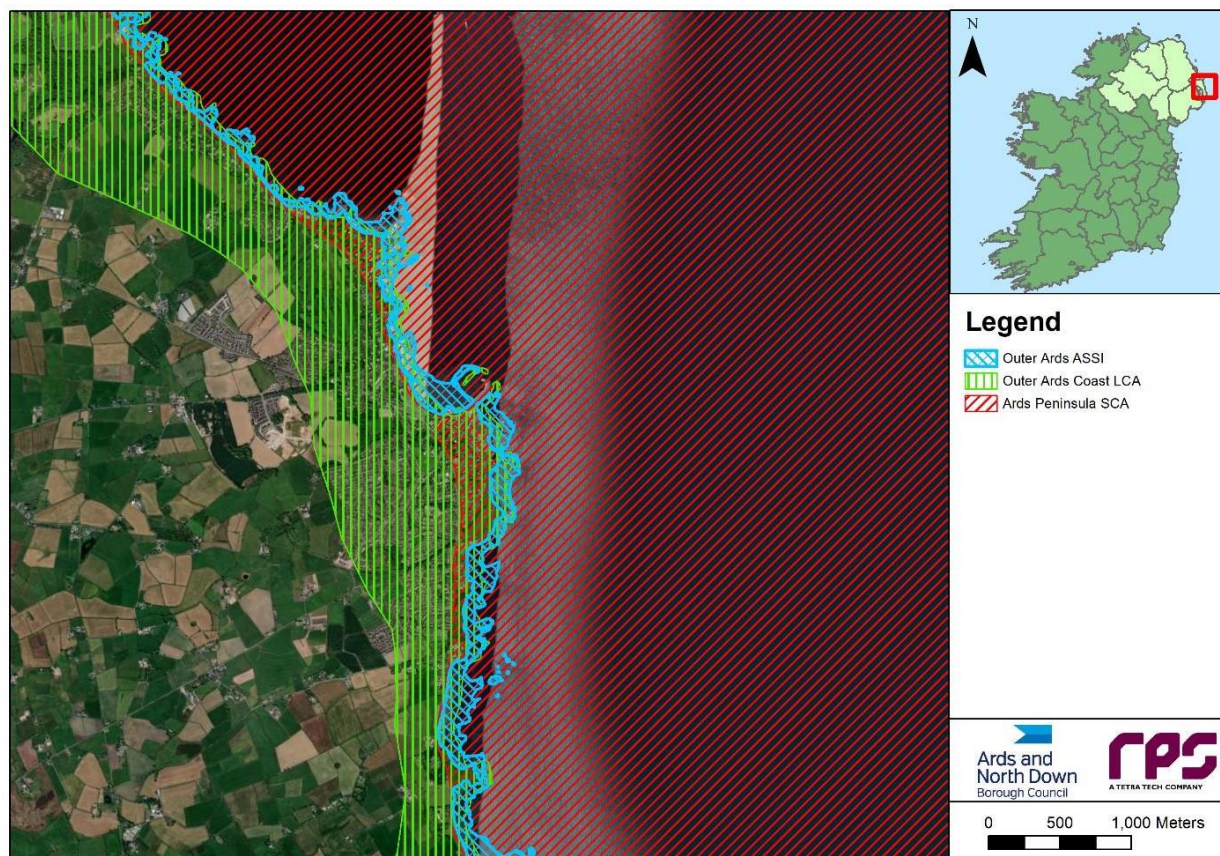 N
Legend
Outer Ards ASSI
Outer Ards Coast LCA
Ards Peninsula SCA
Ards and
North Down
Borough Council
rps
A TETRA TECH COMPANY
0 500 1,000 Meters